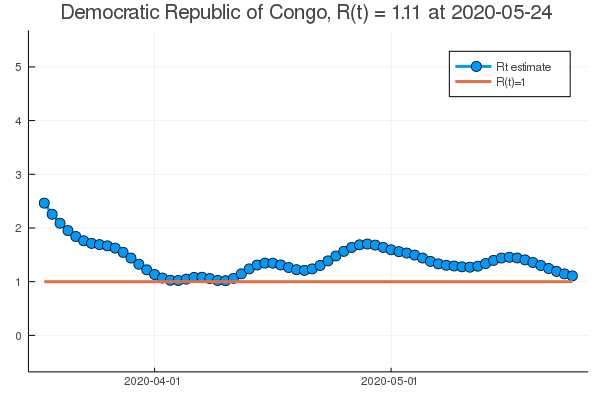 Democratic Republic of Congo, R(t) = 1.11 at 2020-05-24
Rt estimate
R(t)=1
5
4
3
2
1
0
2020-04-01
2020-05-01